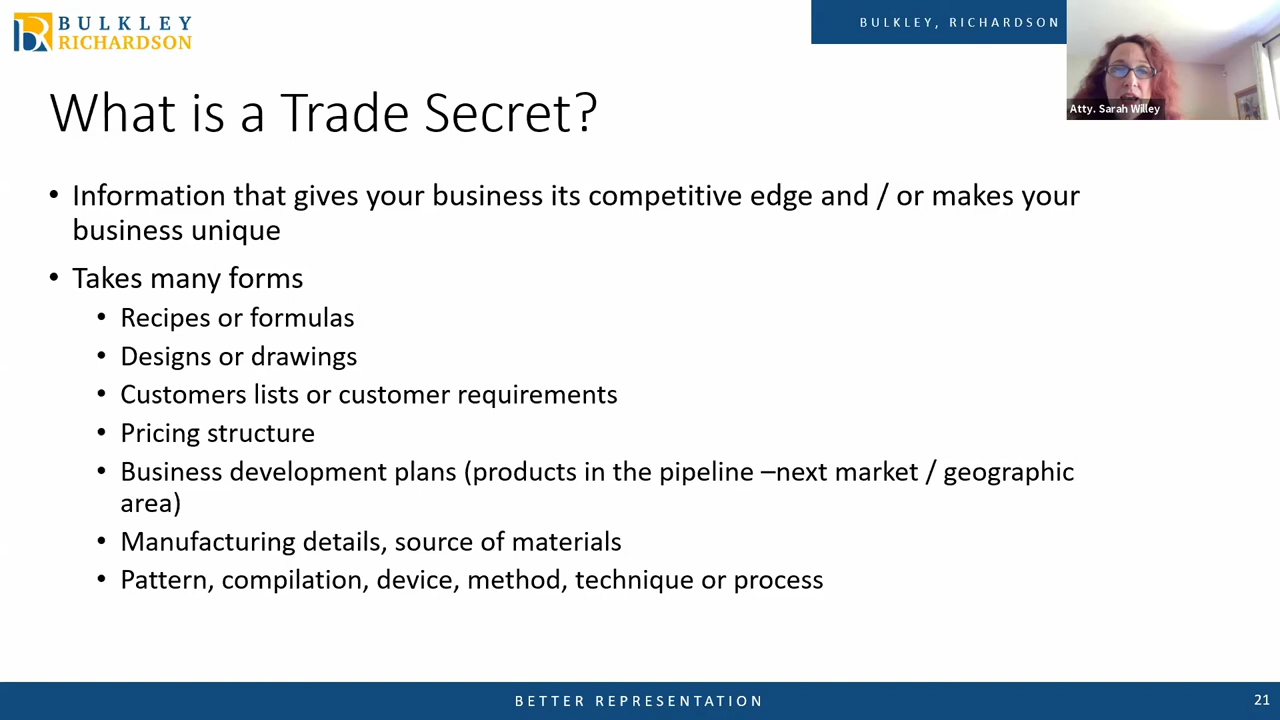 BULKLEY
RICHARDSON
BULKLEY, RICHARDSON
Atty. Sarah Willey
What is a Trade Secret?
• Information that gives your business its competitive edge and / or makes your
business unique
• Takes many forms
• Recipes or formulas
• Designs or drawings
• Customers lists or customer requirements
• Pricing structure
• Business development plans (products in the pipeline –next market / geographic
area)
• Manufacturing details, source of materials
• Pattern, compilation, device, method, technique or process
BETTER REPRESENTATION
21